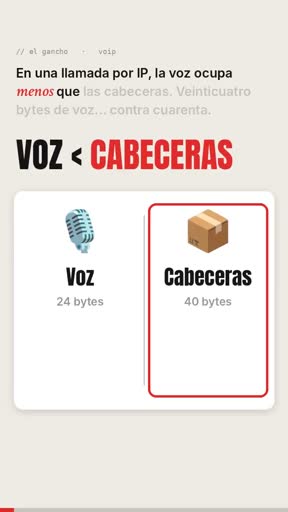 // el gancho · voip
En una llamada por IP, la voz ocupa
menos que las cabeceras. Veinticuatro
bytes de voz... contra cuarenta.
VOZ < CABECERAS
Voz
24 bytes
Cabeceras
40 bytes